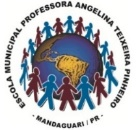 ESCOLA MUNICIPAL PROFESSORA ANGELINA TEIXEIRA PINHEIRO
- MANDAGUARI / PR -